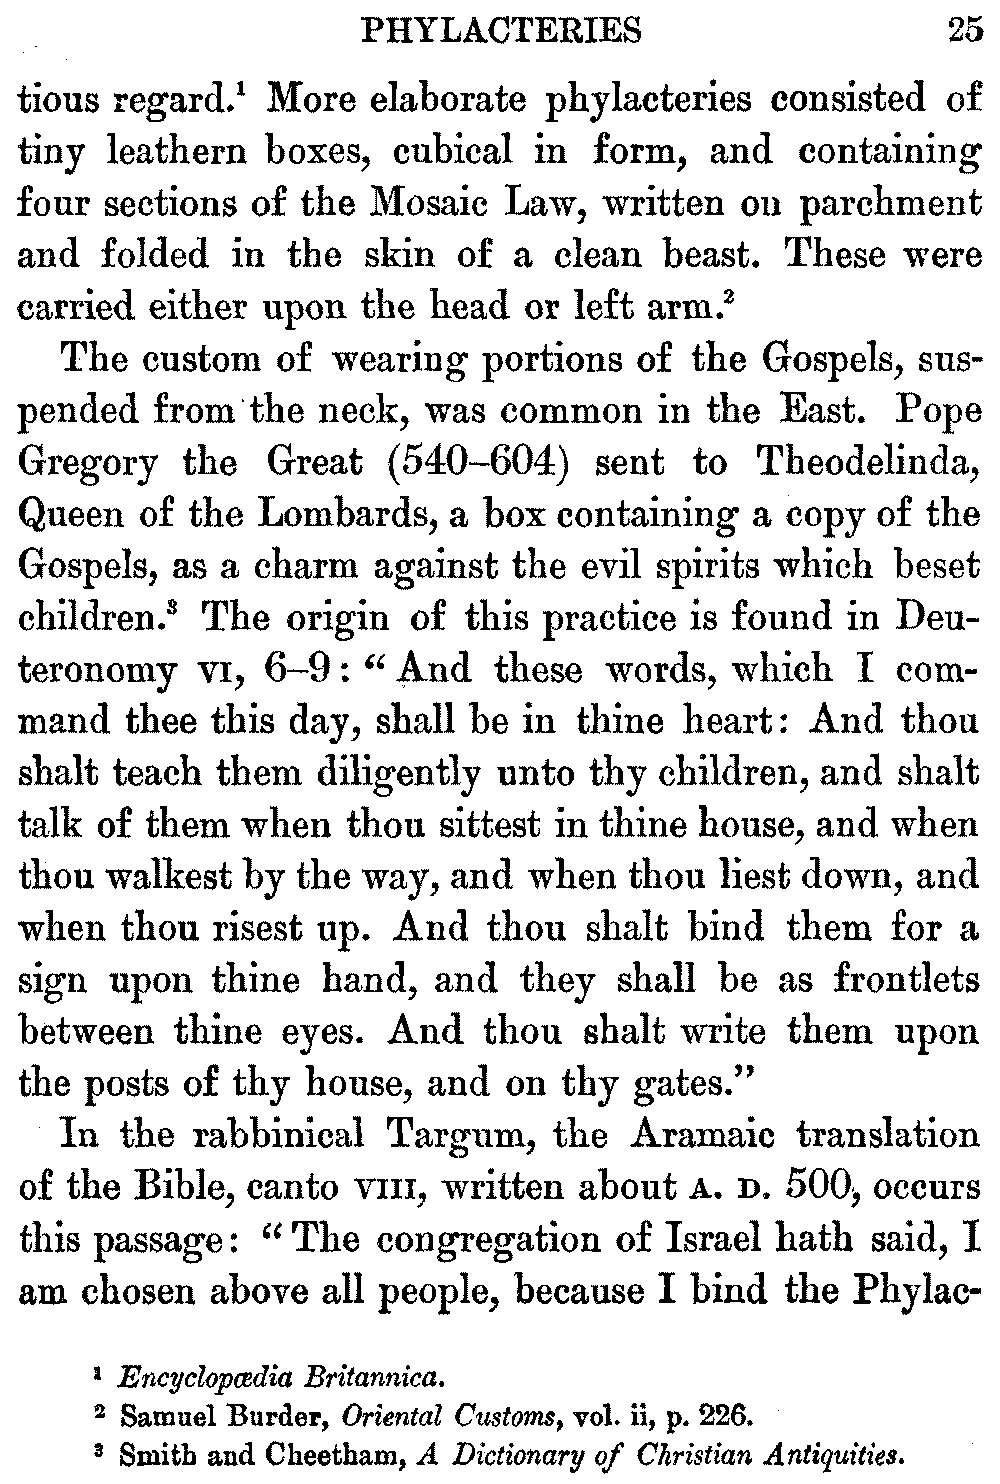 PHYLACTERIES 25
tious regard.¹ More elaborate phylacteries consisted of
tiny leathern boxes, cubical in form, and containing
four sections of the Mosaic Law, written on parchment
and folded in the skin of a clean beast. These were
carried either upon the head or left arm.²
The custom of wearing portions of the Gospels, sus-
pended from the neck, was common in the East. Pope
Gregory the Great (540–604) sent to Theodelinda,
Queen of the Lombards, a box containing a copy of the
Gospels, as a charm against the evil spirits which beset
children.³ The origin of this practice is found in Deu-
teronomy VI, 6–9: “And these words, which I com-
mand thee this day, shall be in thine heart: And thou
shalt teach them diligently unto thy children, and shalt
talk of them when thou sittest in thine house, and when
thou walkest by the way, and when thou liest down, and
when thou risest up. And thou shalt bind them for a
sign upon thine hand, and they shall be as frontlets
between thine eyes. And thou shalt write them upon
the posts of thy house, and on thy gates.”
In the rabbinical Targum, the Aramaic translation
of the Bible, canto VIII, written about A. D. 500, occurs
this passage: “The congregation of Israel hath said, I
am chosen above all people, because I bind the Phylac-
¹ Encyclopædia Britannica.
² Samuel Burder, Oriental Customs, vol. ii, p. 226.
³ Smith and Cheetham, A Dictionary of Christian Antiquities.